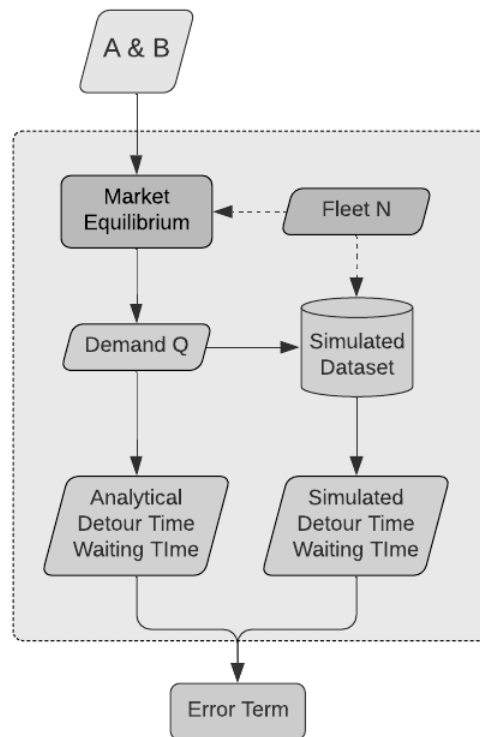 A & B
Market
Equilibrium
Fleet N
Demand Q
Simulated
Dataset
Analytical
Detour Time
Waiting TIme
Simulated
Detour Time
Waiting TIme
Error Term